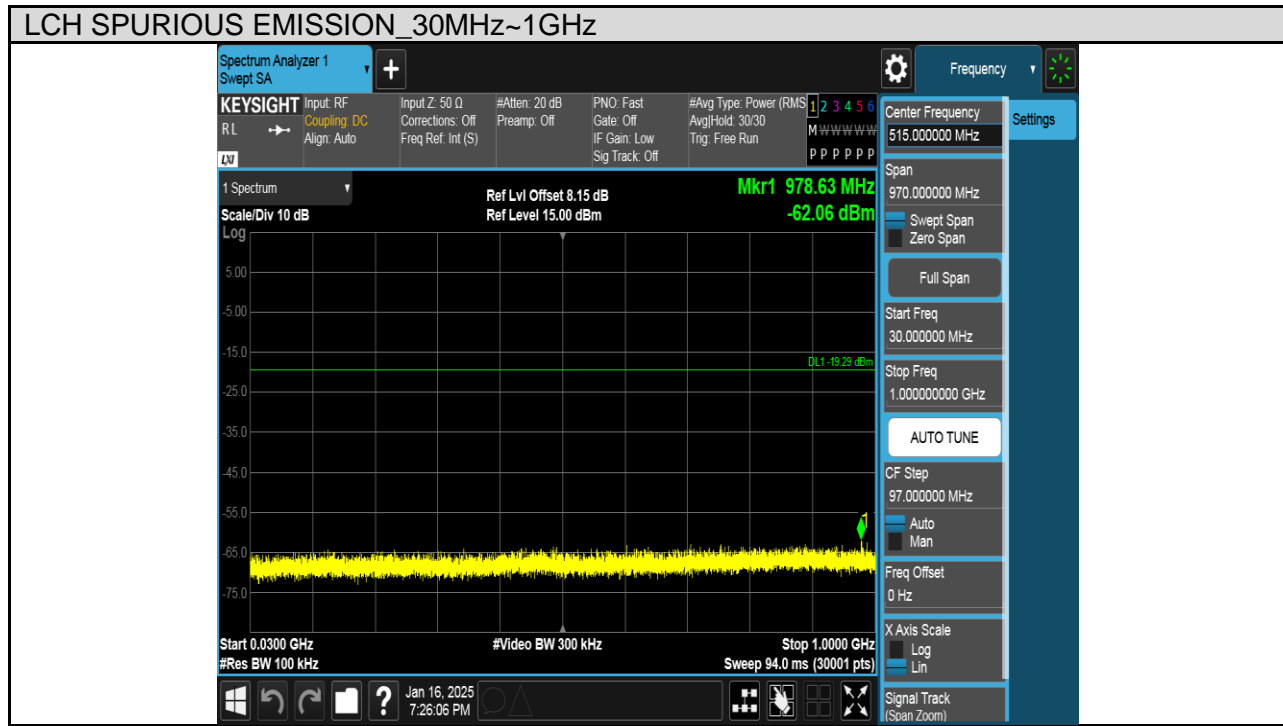 LCH SPURIOUS EMISSION_30MHz~1GHz
Spectrum Analyzer 1
Swept SA
+
Frequency
KEYSIGHT
RL
LXI
Input: RF
Coupling: DC
Align: Auto
Input Z: 50 Ω
Corrections: Off
Freq Ref: Int (S)
#Atten: 20 dB
Preamp: Off
PNO: Fast
Gate: Off
IF Gain: Low
Sig Track: Off
#Avg Type: Power (RMS
Avg|Hold: 30/30
Trig: Free Run
1 2 3 4 5 6
M W W W W W
P P P P P P
1 Spectrum
Scale/Div 10 dB
Log
Ref Lvl Offset 8.15 dB
Ref Level 15.00 dBm
Mkr1 978.63 MHz
-62.06 dBm
5.00
-5.00
-15.0
DL1 -19.29 dBm
-25.0
-35.0
-45.0
-55.0
1
-65.0
-75.0
Start 0.0300 GHz
#Res BW 100 kHz
#Video BW 300 kHz
Stop 1.0000 GHz
Sweep 94.0 ms (30001 pts)
?
Jan 16, 2025
7:26:06 PM
Center Frequency
515.000000 MHz
Settings
Span
970.000000 MHz
Swept Span
Zero Span
Full Span
Start Freq
30.000000 MHz
Stop Freq
1.000000000 GHz
AUTO TUNE
CF Step
97.000000 MHz
Auto
Man
Freq Offset
0 Hz
X Axis Scale
Log
Lin
Signal Track
(Span Zoom)